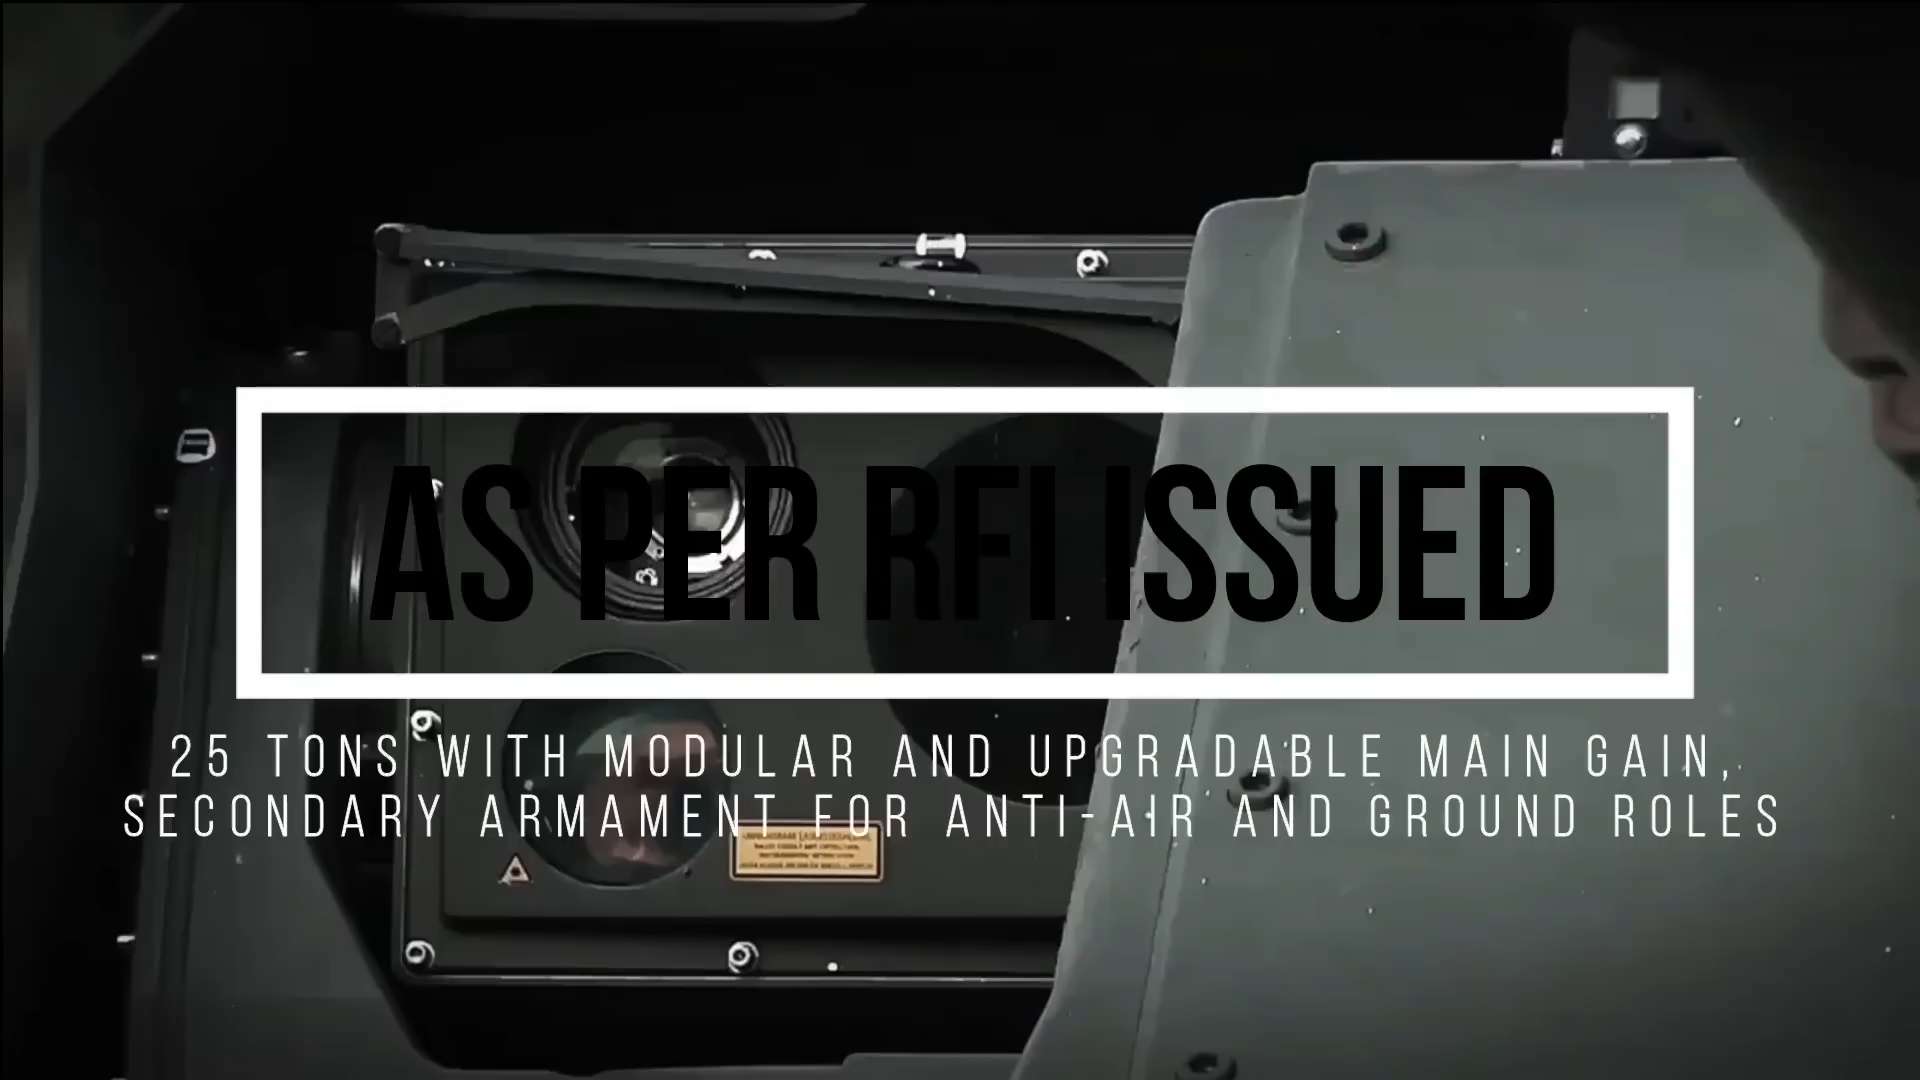 AS PER RFI ISSUED
25 TONS WITH MODULAR AND UPGRADABLE MAIN GAIN,
SECONDARY ARMAMENT FOR ANTI-AIR AND GROUND ROLES